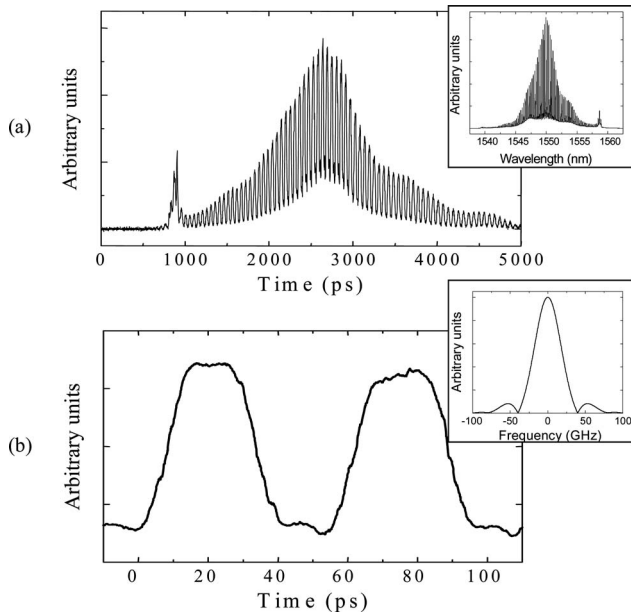 (a)
Arbitrary units
0 1000 2000 3000 4000 5000
Time (ps)
Arbitrary units
1540 1545 1550 1555 1560
Wavelength (nm)
(b)
Arbitrary units
0 20 40 60 80 100
Time (ps)
Arbitrary units
-100 -50 0 50 100
Frequency (GHz)